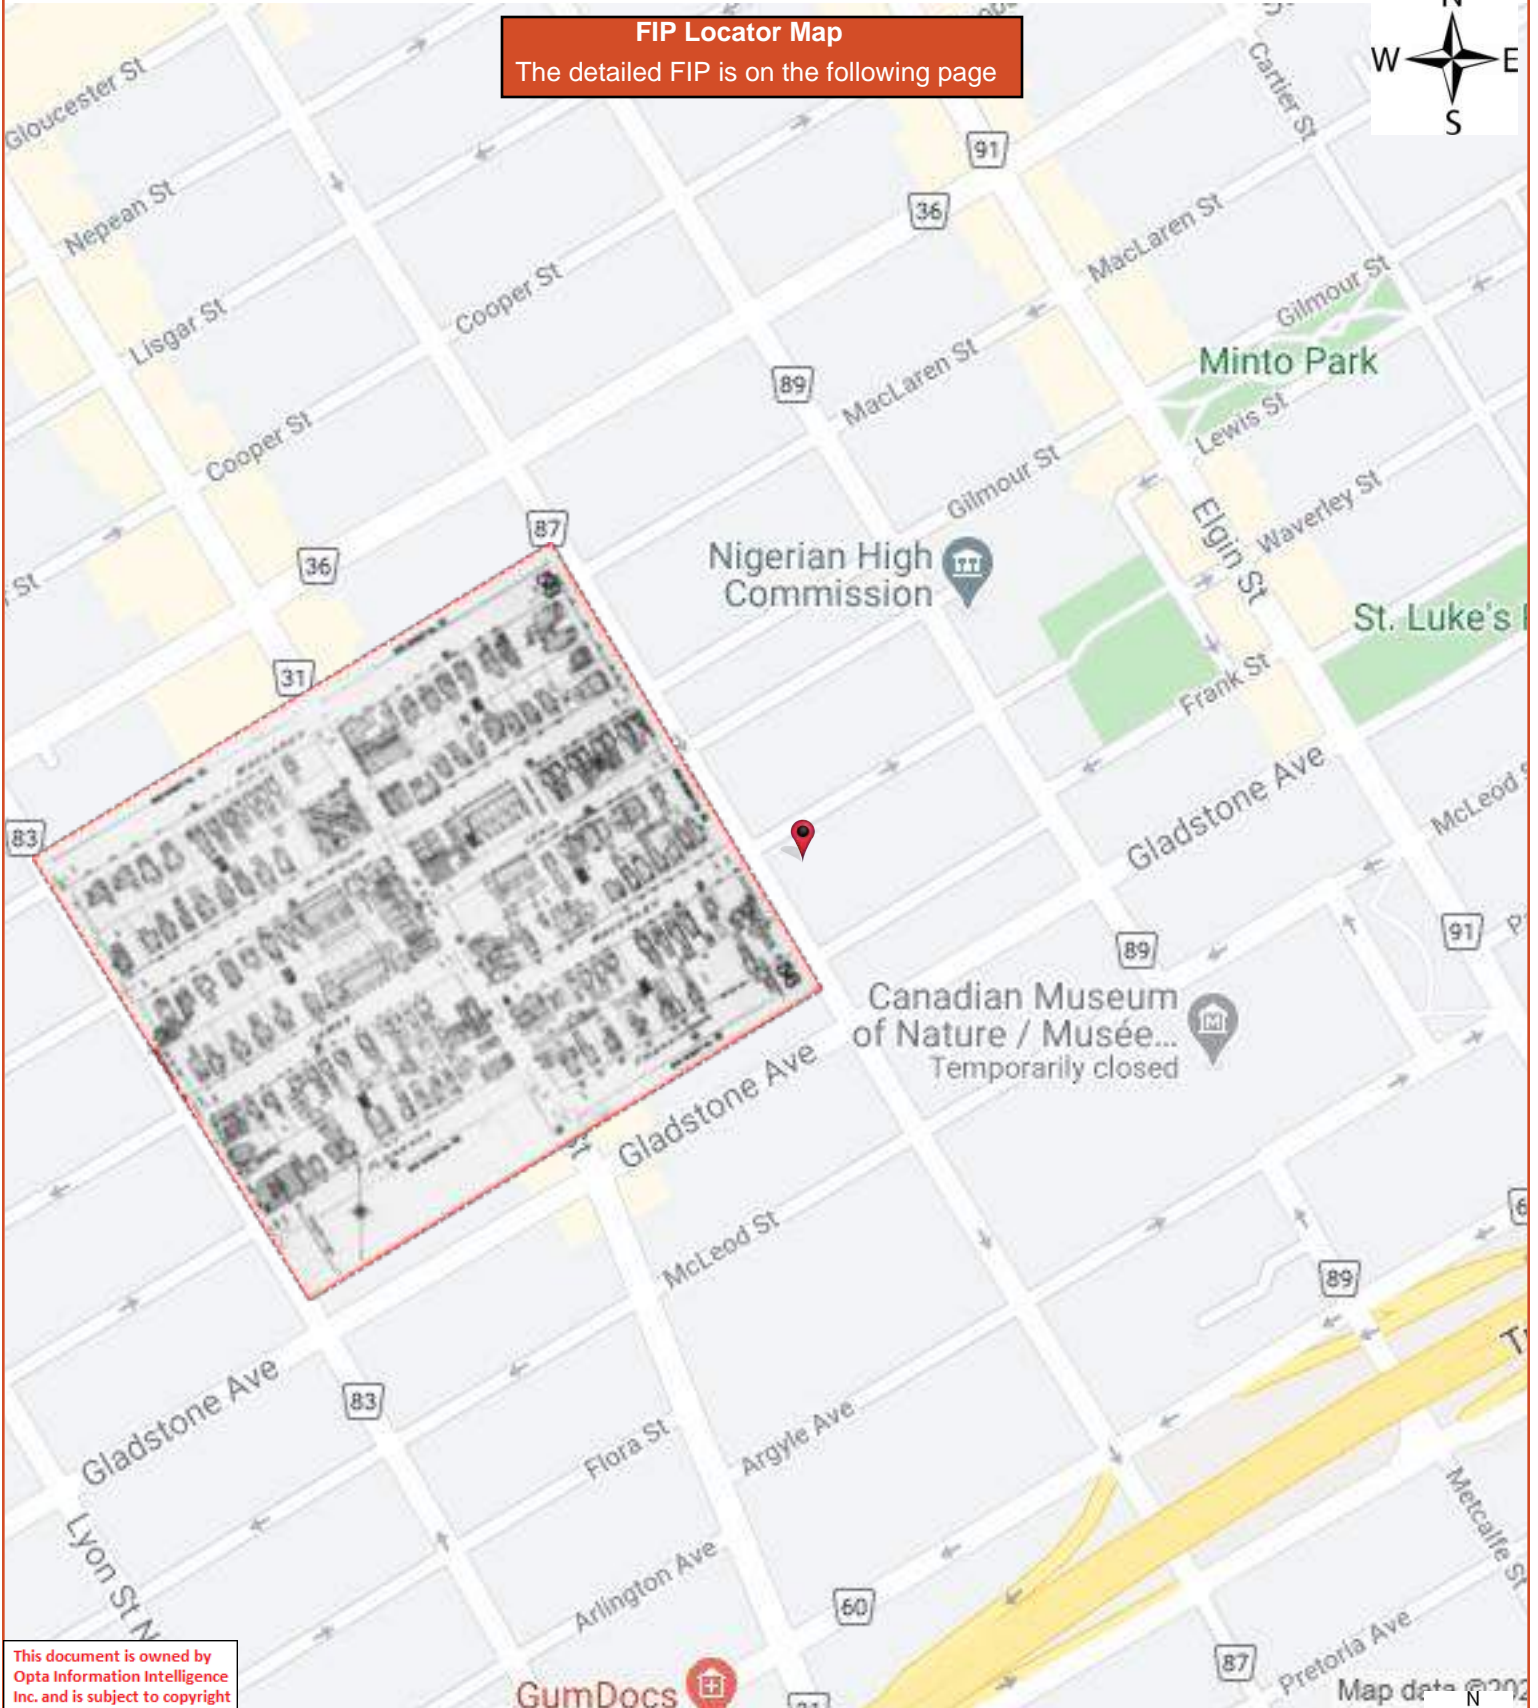 FIP Locator Map
The detailed FIP is on the following page
N
W
E
S
Gloucester St
Nepean St
Lisgar St
Cooper St
Cooper St
Cartier St
91
36
MacLaren St
Gilmour St
Minto Park
Lewis St
89
MacLaren St
Gilmour St
Waverley St
Elgin St
87
36
St
Nigerian High
Commission
St. Luke's
31
Frank St
83
Gladstone Ave
McLeod
89
91
Canadian Museum
of Nature / Musée...
Temporarily closed
Gladstone Ave
St
McLeod St
89
83
Gladstone Ave
Flora St
Argyle Ave
Lyon St N
Arlington Ave
Metcalfe St
60
87
Pretoria Ave
This document is owned by
Opta Information Intelligence
Inc. and is subject to copyright
GumDocs
Map data
N